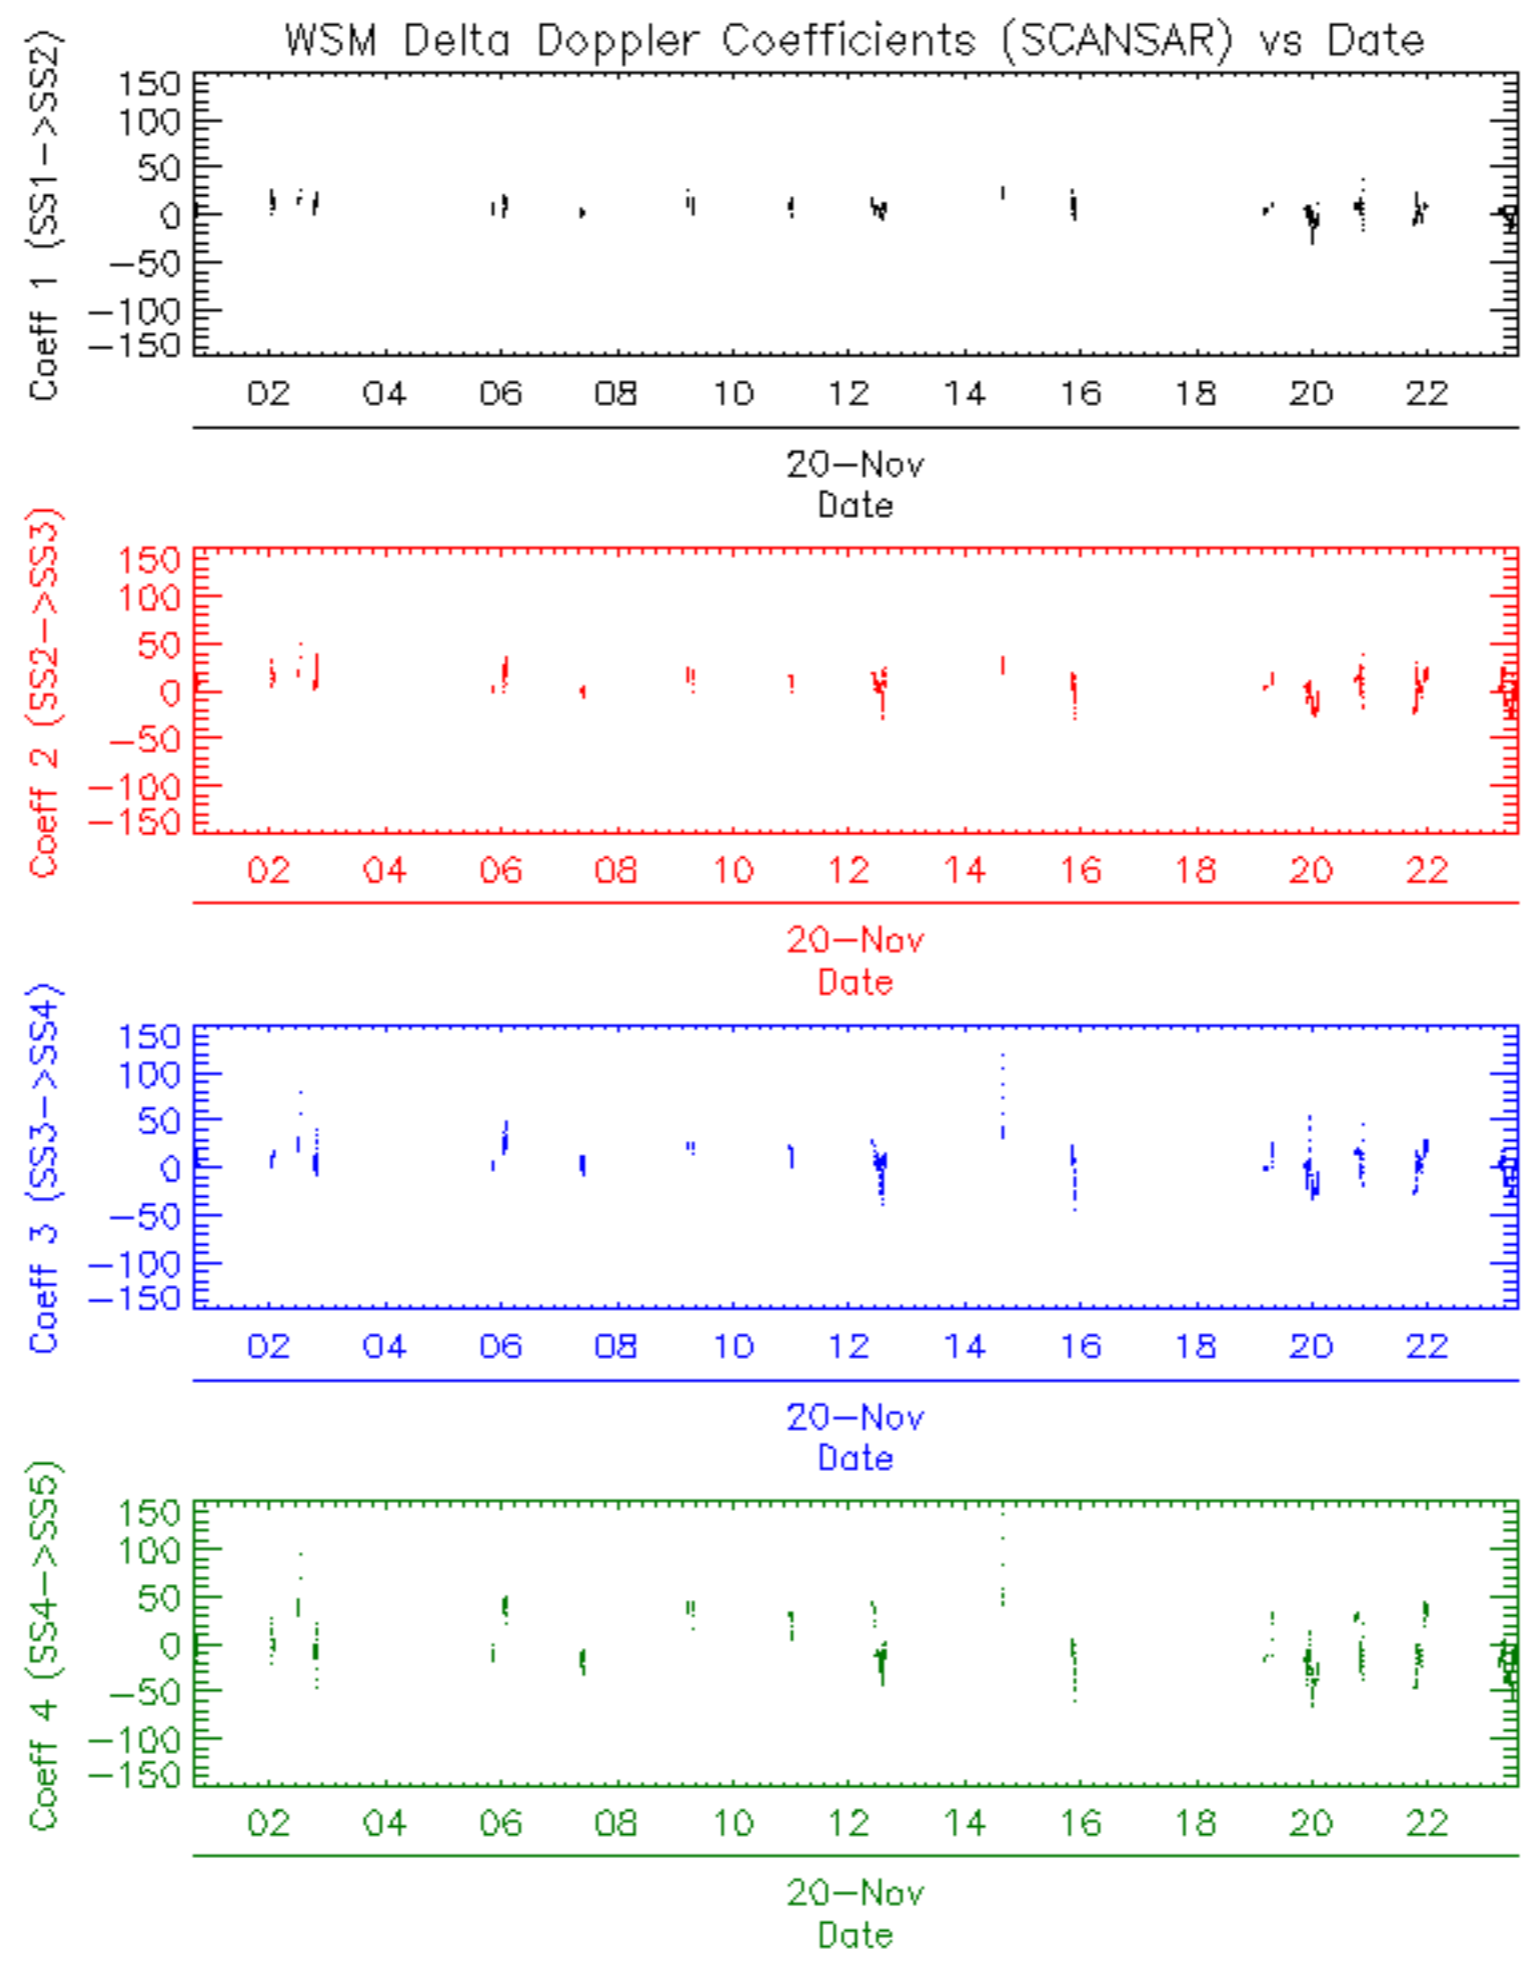 WSM Delta Doppler Coefficients (SCANSAR) vs Date
Coeff 1 (SS1->SS2)
150
100
50
0
-50
-100
-150
02 04 06 08 10 12 14 16 18 20 22
20-Nov
Date
Coeff 2 (SS2->SS3)
150
100
50
0
-50
-100
-150
02 04 06 08 10 12 14 16 18 20 22
20-Nov
Date
Coeff 3 (SS3->SS4)
150
100
50
0
-50
-100
-150
02 04 06 08 10 12 14 16 18 20 22
20-Nov
Date
Coeff 4 (SS4->SS5)
150
100
50
0
-50
-100
-150
02 04 06 08 10 12 14 16 18 20 22
20-Nov
Date